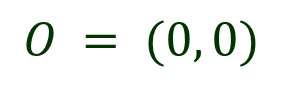 O = (0,0)